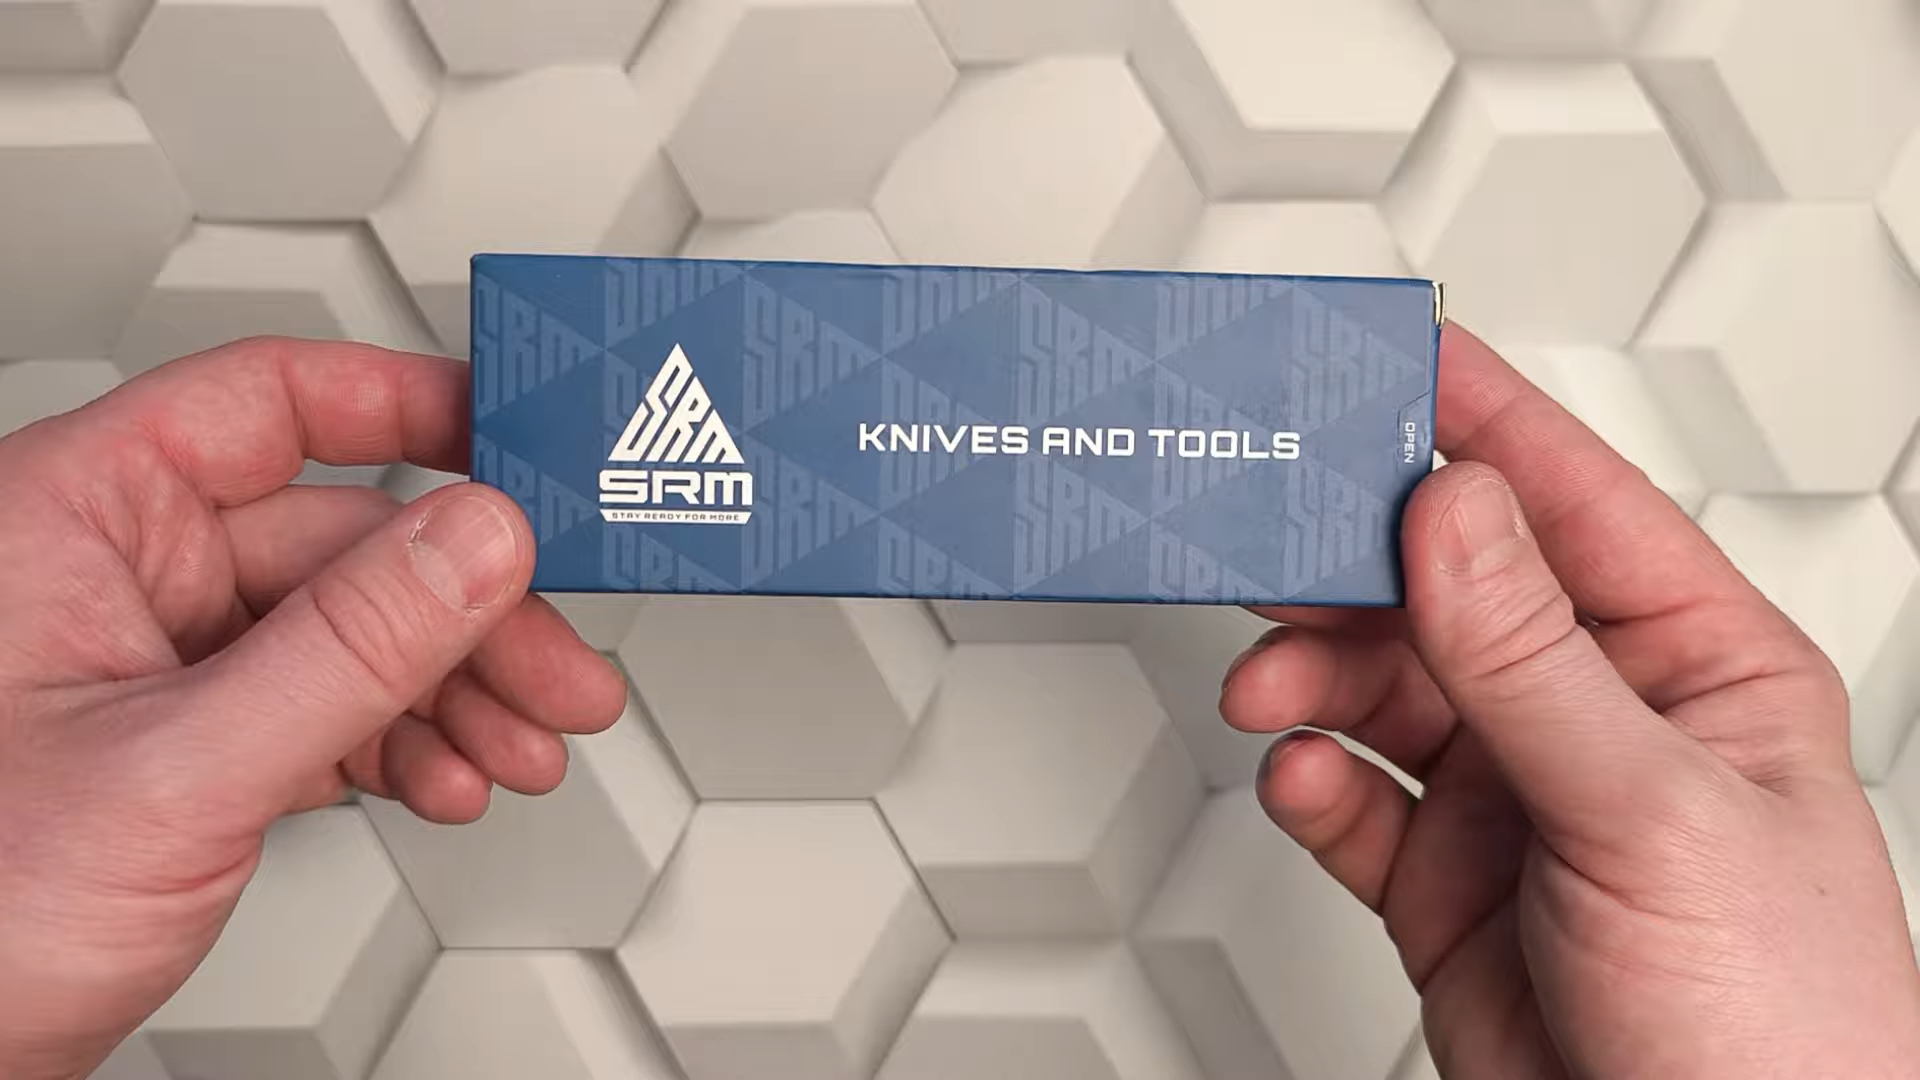 SRM
SRM
STAY READY FOR MORE
KNIVES AND TOOLS
OPEN